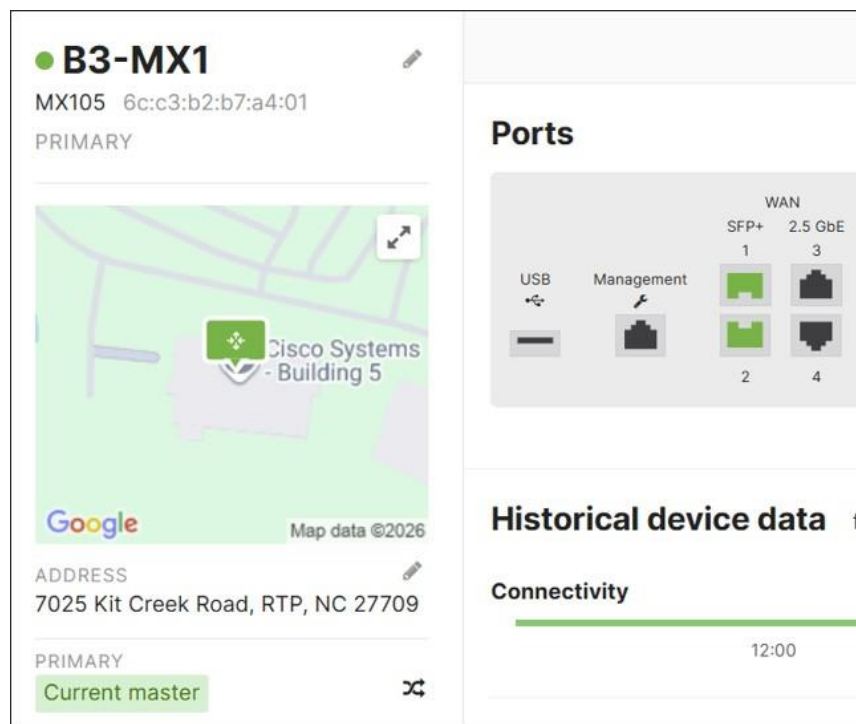 B3-MX1
MX105 6c:c3:b2:b7:a4:01
PRIMARY
Cisco Systems
- Building 5
Google
Map data ©2026
ADDRESS
7025 Kit Creek Road, RTP, NC 27709
PRIMARY
Current master
Ports
WAN
SFP+ 2.5 GbE
1 3
USB Management
2 4
Historical device data
Connectivity
12:00